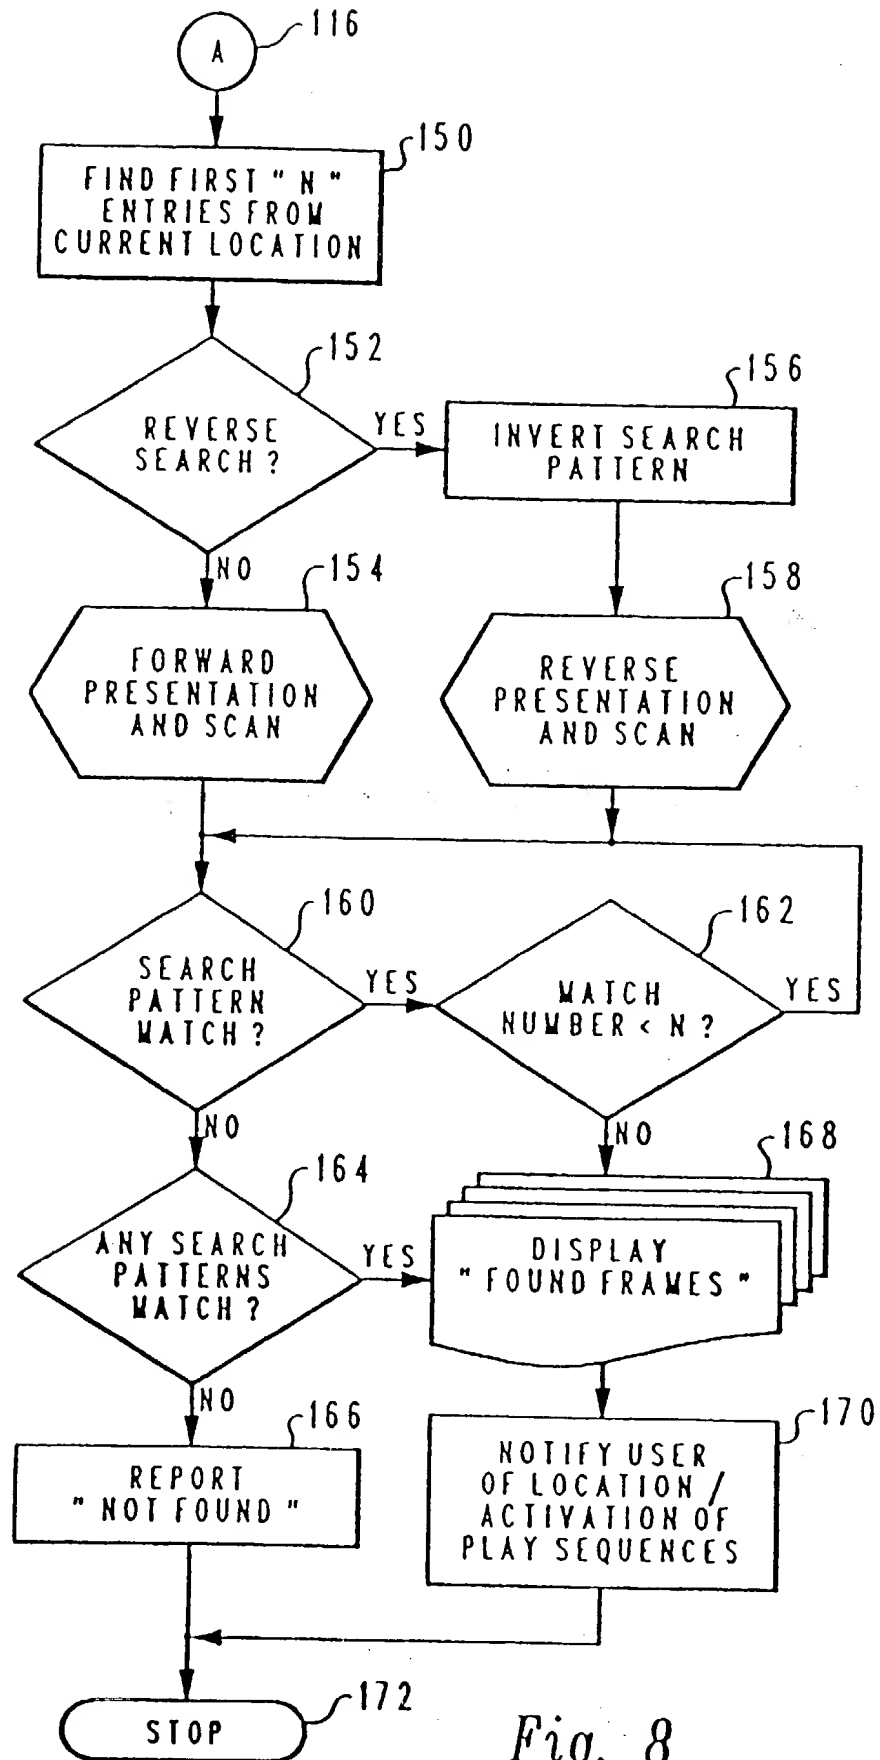 116
A
150
FIND FIRST "N"
ENTRIES FROM
CURRENT LOCATION
152
REVERSE
SEARCH?
YES
156
INVERT SEARCH
PATTERN
NO
154
FORWARD
PRESENTATION
AND SCAN
158
REVERSE
PRESENTATION
AND SCAN
160
SEARCH
PATTERN
MATCH?
YES
162
MATCH
NUMBER < N?
YES
NO
NO
164
ANY SEARCH
PATTERNS
MATCH?
YES
168
DISPLAY
"FOUND FRAMES"
NO
166
REPORT
"NOT FOUND"
170
NOTIFY USER
OF LOCATION /
ACTIVATION OF
PLAY SEQUENCES
172
STOP
Fig. 8